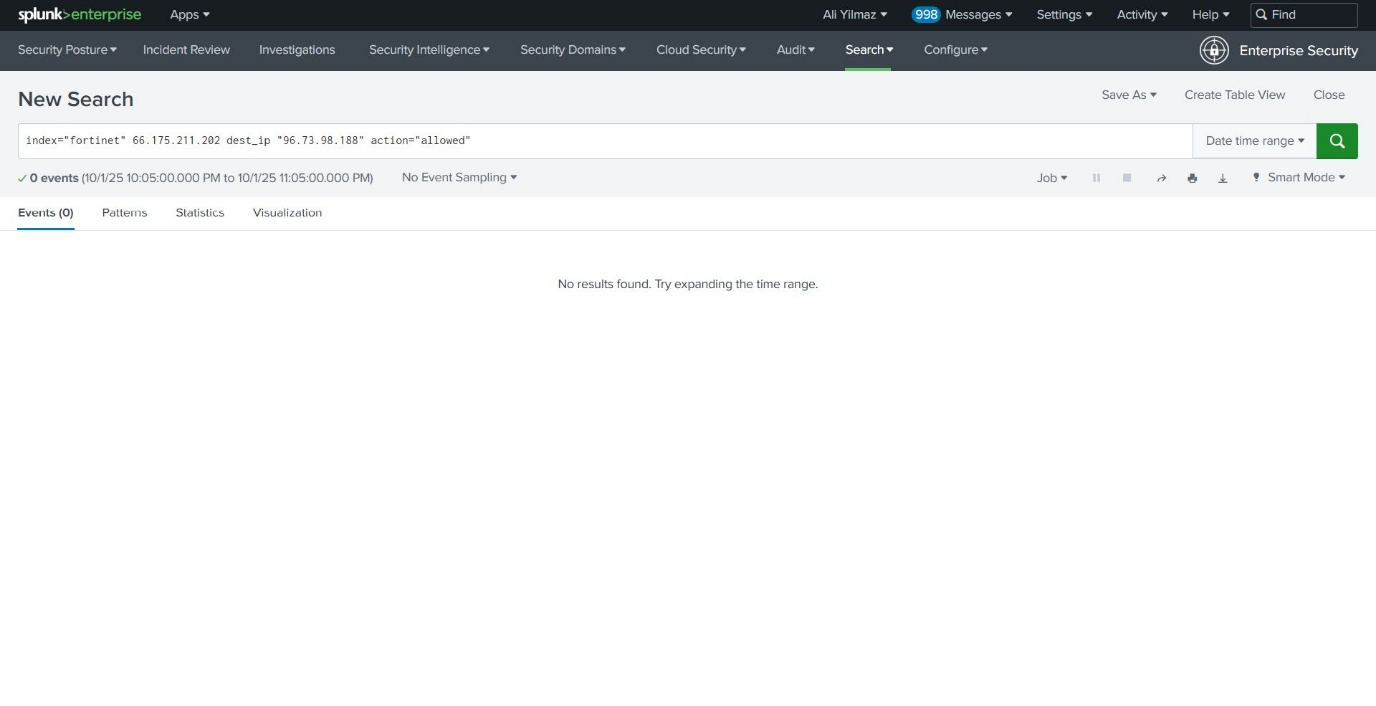 splunk>enterprise Apps Ali Yilmaz 998 Messages Settings Activity Help Find
Security Posture Incident Review Investigations Security Intelligence Security Domains Cloud Security Audit Search Configure Enterprise Security
New Search Save As Create Table View Close
index="fortinet" 66.175.211.202 dest_ip "96.73.98.188" action="allowed" Date time range
0 events (10/1/25 10:05:00.000 PM to 10/1/25 11:05:00.000 PM) No Event Sampling Job Smart Mode
Events (0) Patterns Statistics Visualization
No results found. Try expanding the time range.